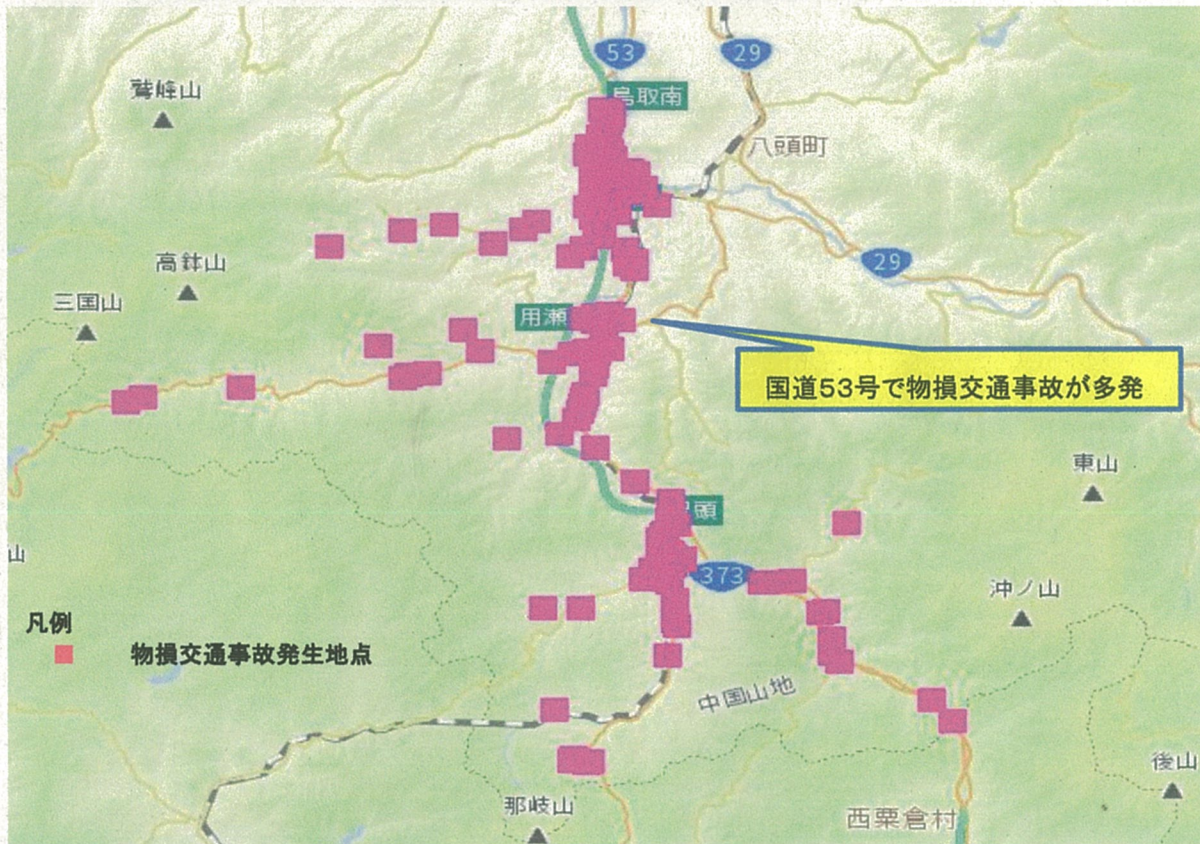 53
29
鷲峰山
鳥取南
八頭町
高鉢山
29
三国山
用瀬
国道53号で物損交通事故が多発
東山
頭
山
373
沖ノ山
凡例
物損交通事故発生地点
中国山地
後山
那岐山
西粟倉村